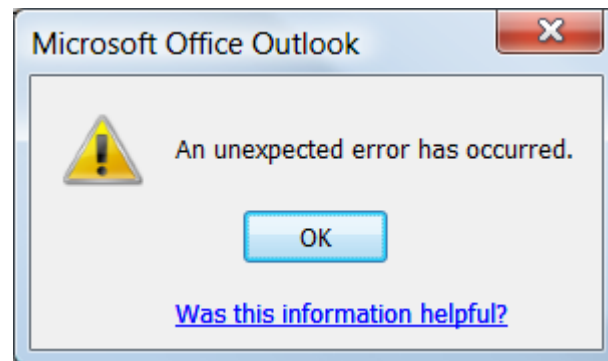 Microsoft Office Outlook
An unexpected error has occurred.
OK
Was this information helpful?